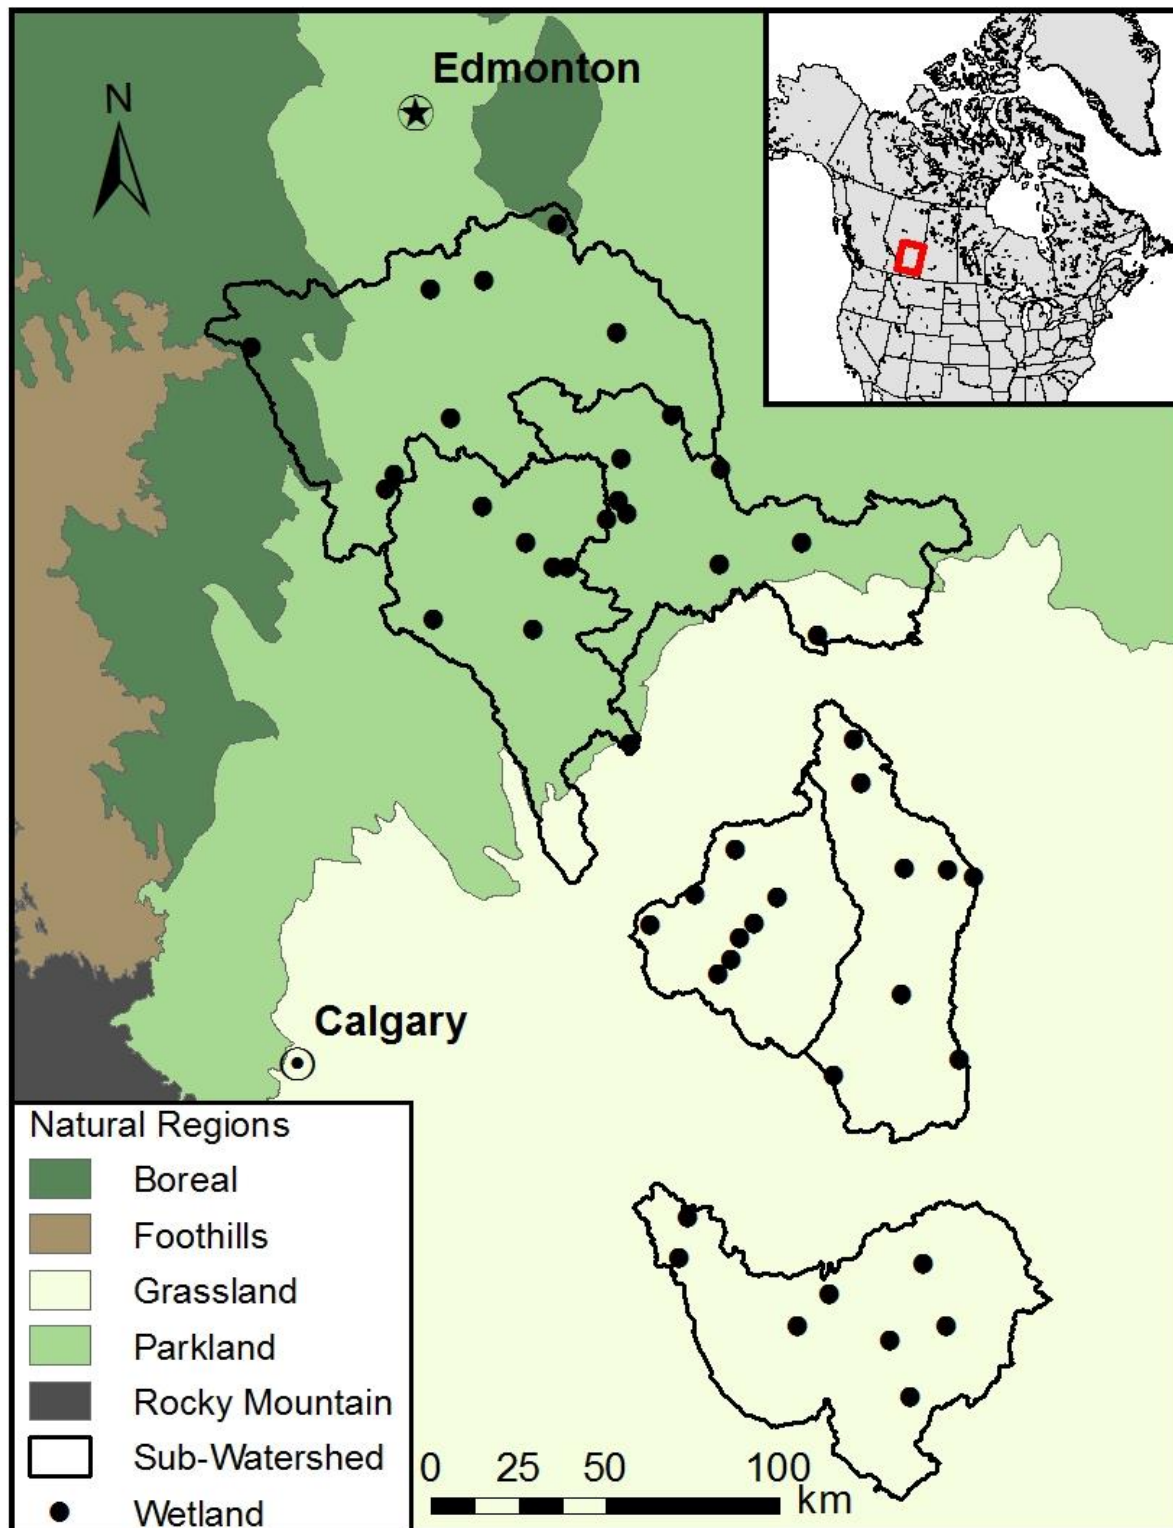 Edmonton
N
Calgary
Natural Regions
Boreal
Foothills
Grassland
Parkland
Rocky Mountain
Sub-Watershed
Wetland
0 25 50 100
km